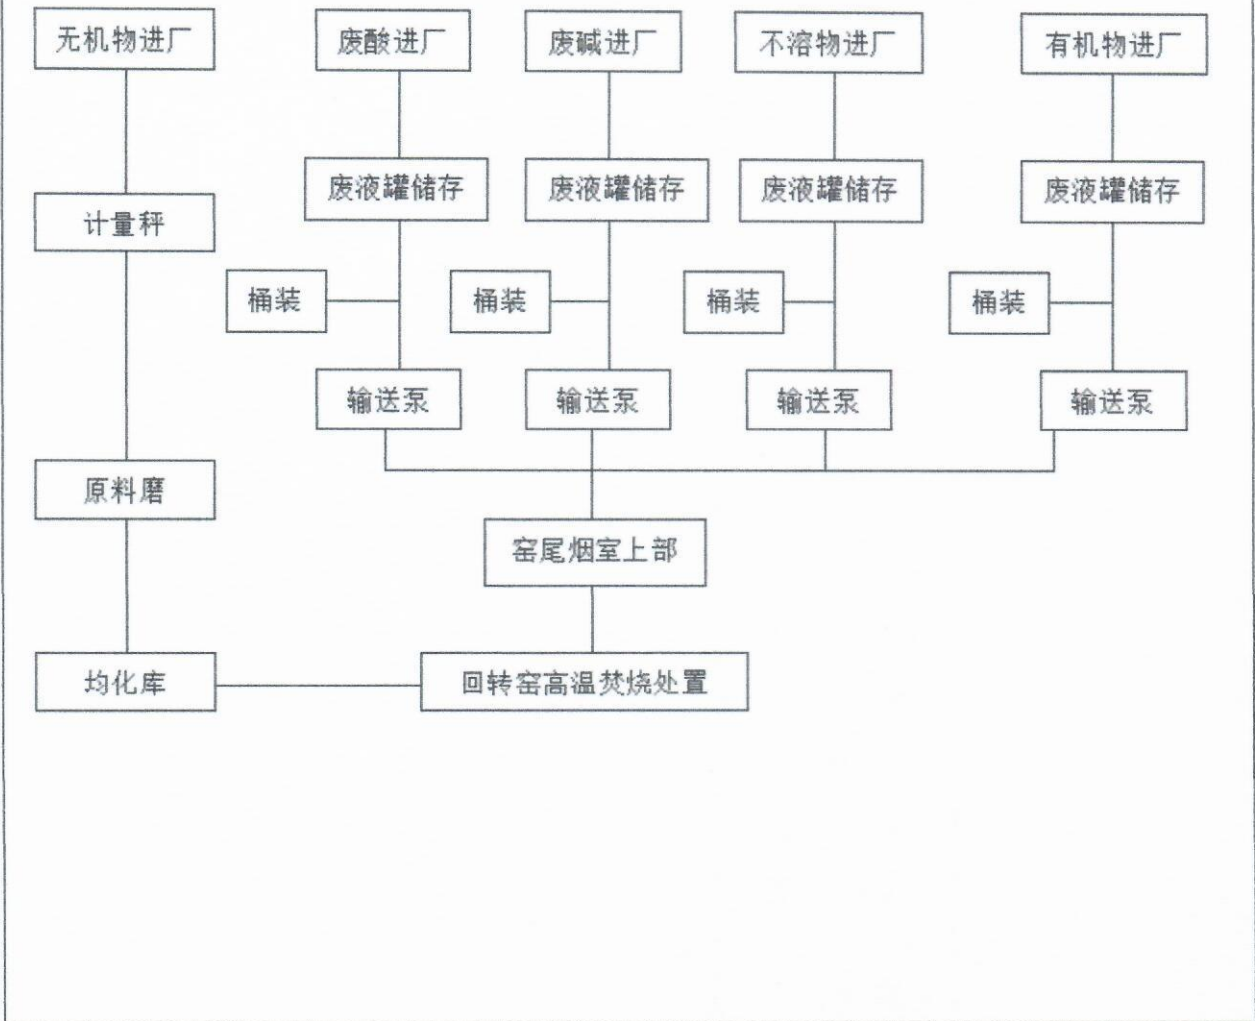 无机物进厂
废酸进厂
废碱进厂
不溶物进厂
有机物进厂
废液罐储存
废液罐储存
废液罐储存
废液罐储存
计量秤
桶装
桶装
桶装
桶装
输送泵
输送泵
输送泵
输送泵
原料磨
窑尾烟室上部
均化库
回转窑高温焚烧处置